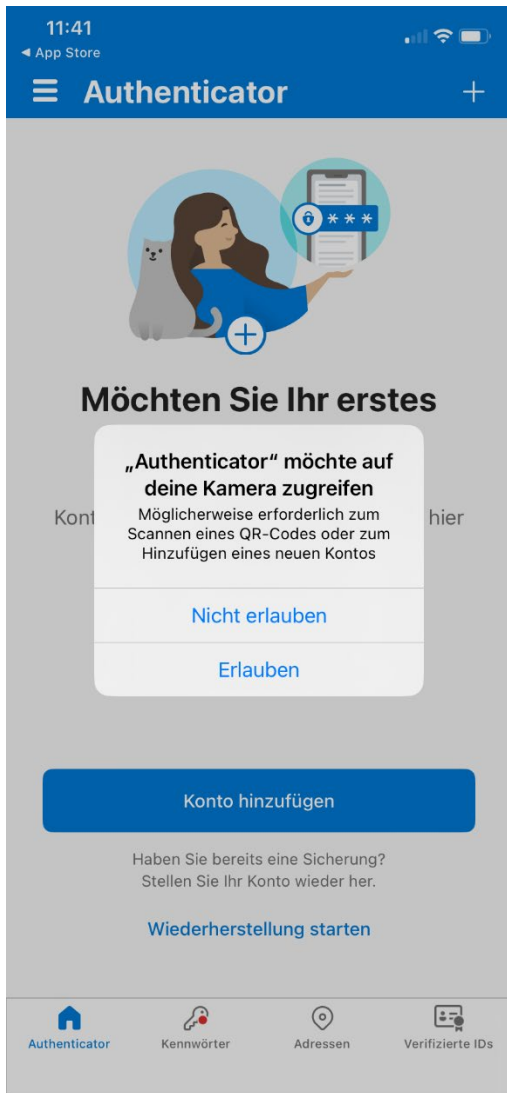 11:41
◀ App Store
Authenticator
* * *
Möchten Sie Ihr erstes
„Authenticator“ möchte auf
deine Kamera zugreifen
Kont
Möglicherweise erforderlich zum
Scannen eines QR-Codes oder zum
Hinzufügen eines neuen Kontos
hier
Nicht erlauben
Erlauben
Konto hinzufügen
Haben Sie bereits eine Sicherung?
Stellen Sie Ihr Konto wieder her.
Wiederherstellung starten
Authenticator
Kennwörter
Adressen
Verifizierte IDs